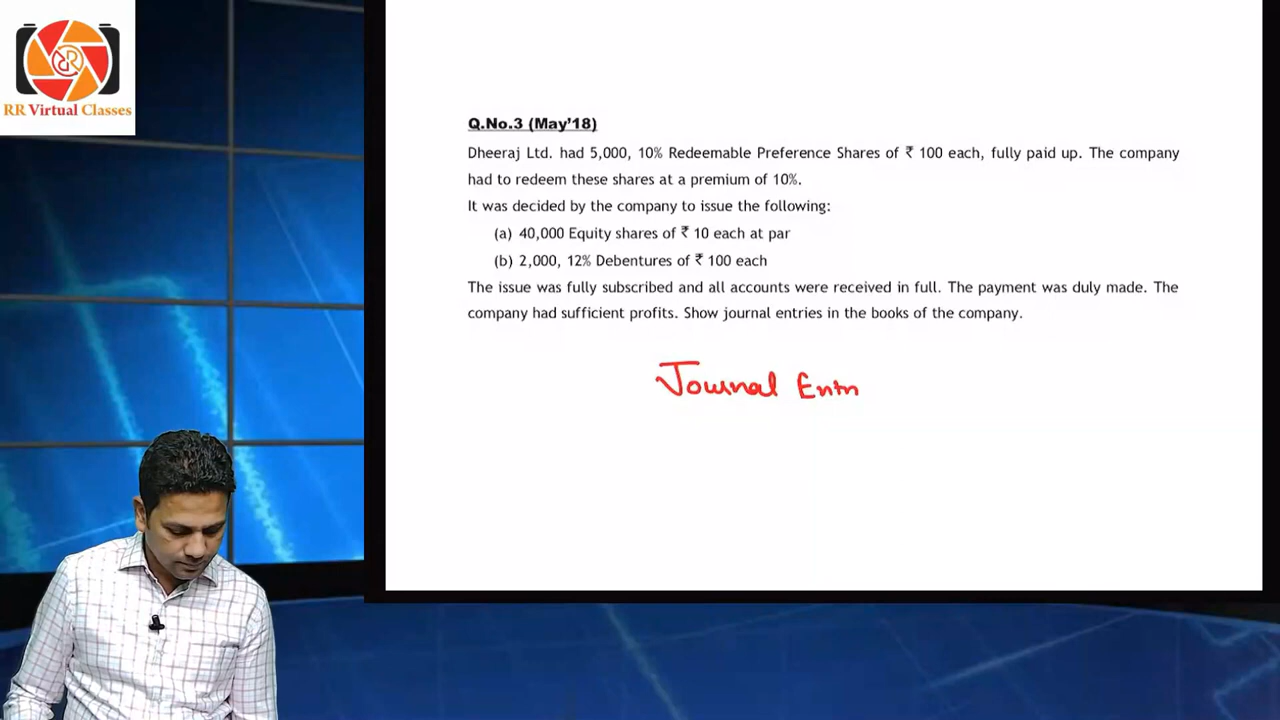 RR Virtual Classes
Q.No.3 (May'18)
Dheeraj Ltd. had 5,000, 10% Redeemable Preference Shares of ₹ 100 each, fully paid up. The company
had to redeem these shares at a premium of 10%.
It was decided by the company to issue the following:
(a) 40,000 Equity shares of ₹ 10 each at par
(b) 2,000, 12% Debentures of ₹ 100 each
The issue was fully subscribed and all accounts were received in full. The payment was duly made. The
company had sufficient profits. Show journal entries in the books of the company.
Journal Entri